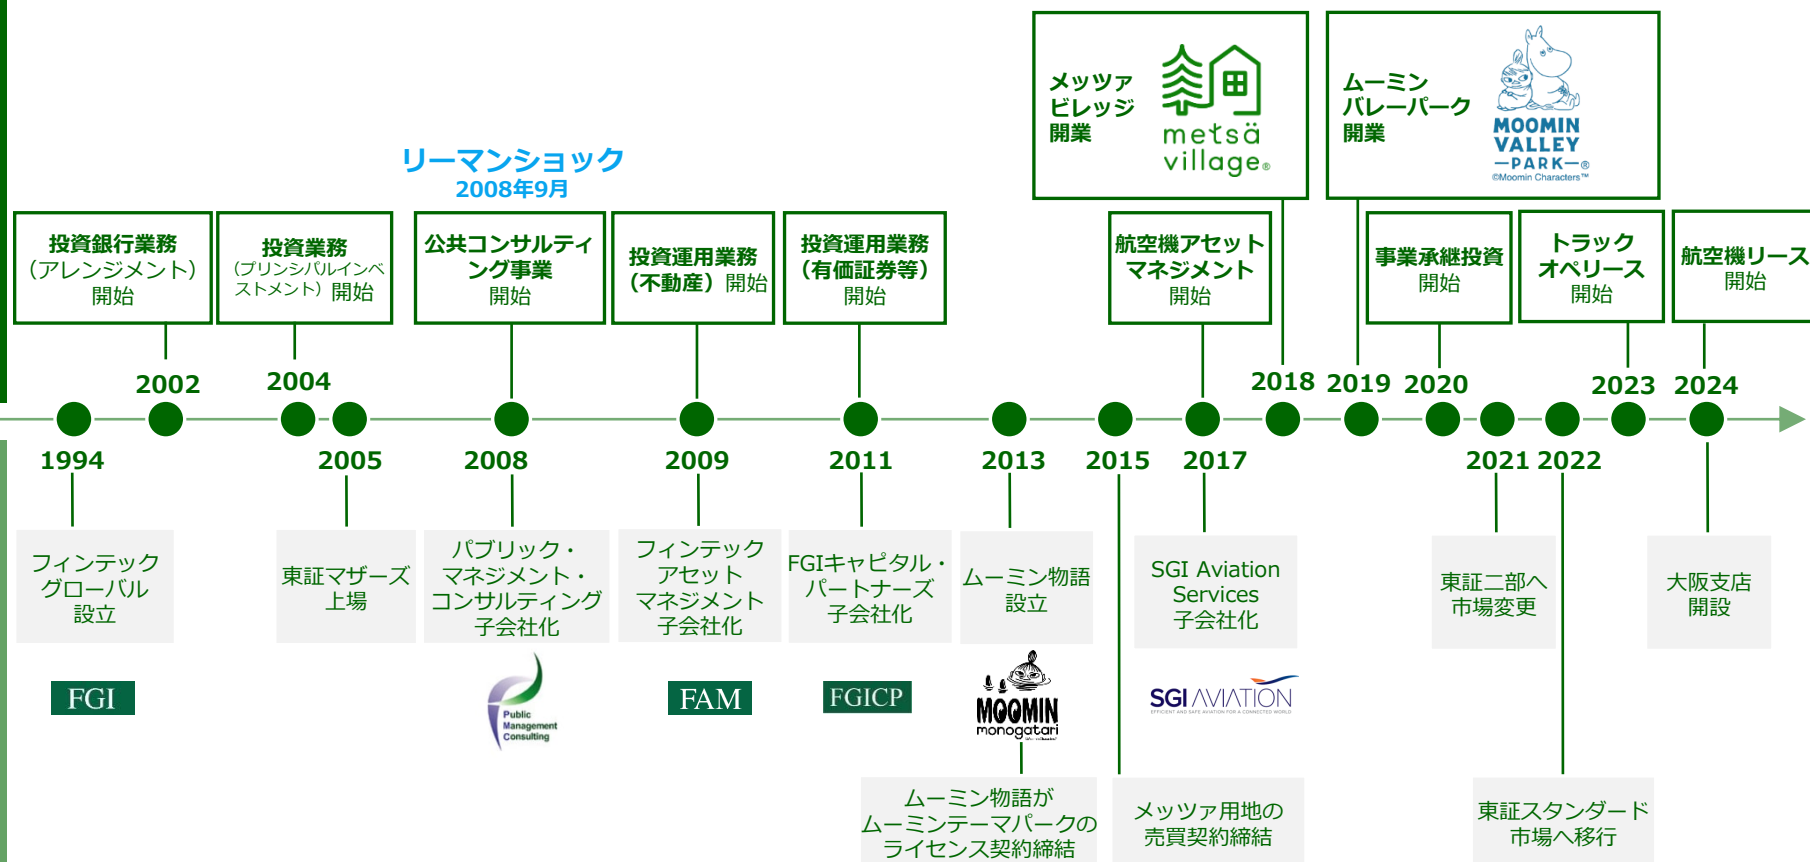 メッツァ
ビレッジ
開業
metsä
village®
ムーミン
バレーパーク
開業
MOOMIN
VALLEY
—PARK—®
©Moomin Characters™
リーマンショック
2008年9月
投資銀行業務
（アレンジメント）
開始
投資業務
（プリンシパルインベ
ストメント）開始
公共コンサルティ
ング事業
開始
投資運用業務
（不動産）開始
投資運用業務
（有価証券等）
開始
航空機アセット
マネジメント
開始
事業承継投資
開始
トラック
オペリース
開始
航空機リース
開始
2002
2004
2018
2019
2020
2023
2024
1994
2005
2008
2009
2011
2013
2015
2017
2021
2022
フィンテック
グローバル
設立
東証マザーズ
上場
パブリック・
マネジメント・
コンサルティング
子会社化
フィンテック
アセット
マネジメント
子会社化
FGIキャピタル・
パートナーズ
子会社化
ムーミン物語
設立
SGI Aviation
Services
子会社化
東証二部へ
市場変更
大阪支店
開設
FGI
Public
Management
Consulting
FAM
FGICP
MOOMIN
monogatari
SGI AVIATION
EFFICIENT AND SAFE AVIATION FOR A CONNECTED WORLD
ムーミン物語が
ムーミンテーマパークの
ライセンス契約締結
メッツァ用地の
売買契約締結
東証スタンダード
市場へ移行